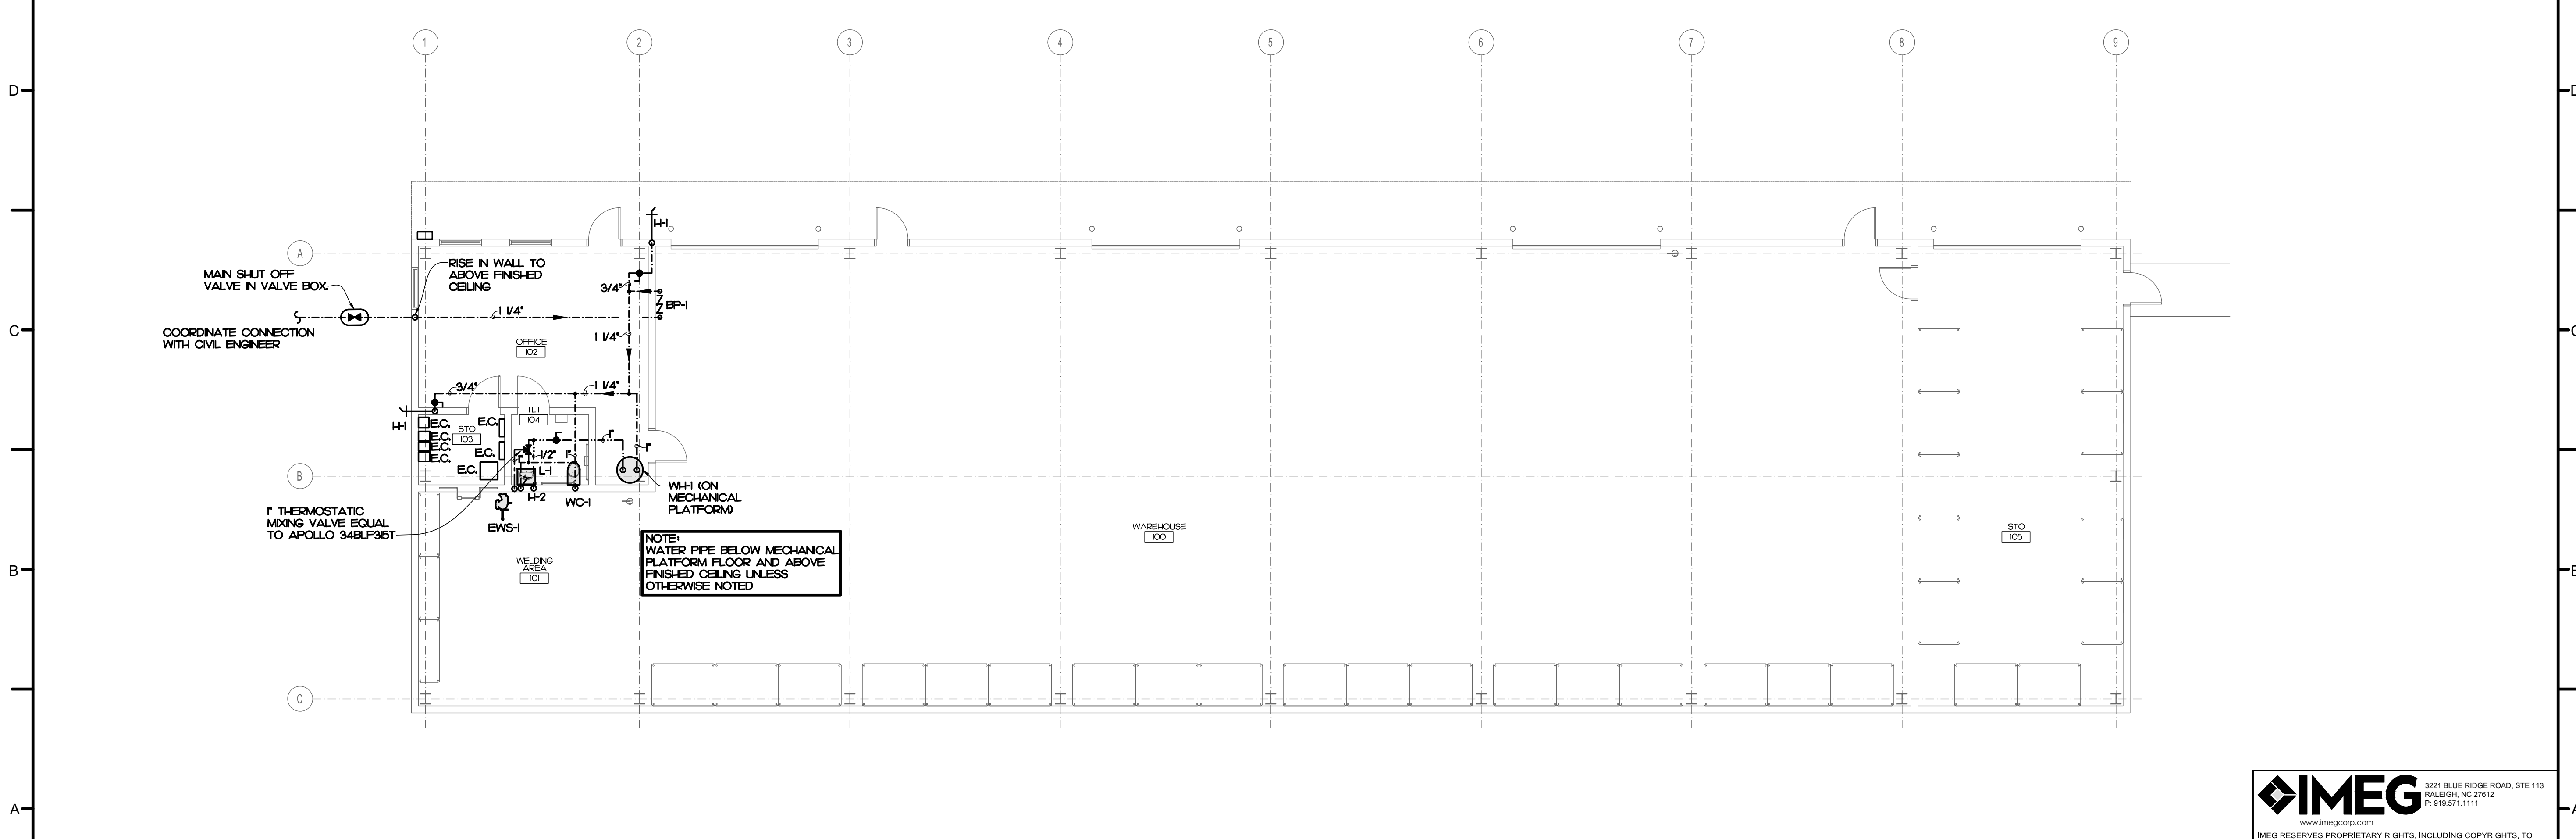 1
2
3
4
5
6
7
8
9
D
D
H-1
A
RISE IN WALL TO
ABOVE FINISHED
CEILING
MAIN SHUT OFF
VALVE IN VALVE BOX.
3/4"
BP-1
1 1/4"
C
C
COORDINATE CONNECTION
WITH CIVIL ENGINEER
1 1/4"
OFFICE
102
3/4"
1 1/4"
H-1
TLT
104
E.C.
E.C.
STO
103
E.C.
E.C.
E.C.
E.C.
E.C.
1"
1"
1/2"
1"
1"
L-1
B
H-2
WC-1
WH-1 (ON
MECHANICAL
PLATFORM)
1" THERMOSTATIC
MIXING VALVE EQUAL
TO APOLLO 34BLF315T
EWS-1
WAREHOUSE
100
STO
105
NOTE:
WATER PIPE BELOW MECHANICAL
PLATFORM FLOOR AND ABOVE
FINISHED CEILING UNLESS
OTHERWISE NOTED
WELDING
AREA
101
B
B
C
IMEG
3221 BLUE RIDGE ROAD, STE 113
RALEIGH, NC 27612
P: 919.571.1111
www.imegcorp.com
A
A
IMEG RESERVES PROPRIETARY RIGHTS, INCLUDING COPYRIGHTS, TO